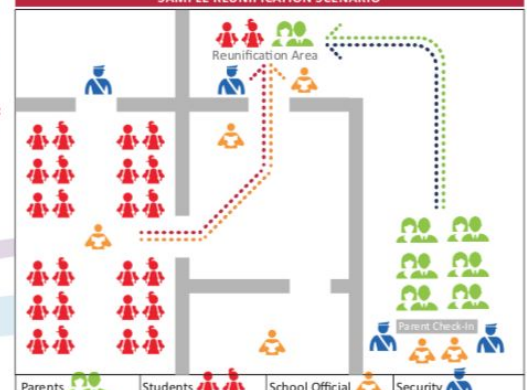 SAMPLE REUNIFICATION SCENARIO
Reunification Area
Parent Check-In
Parents
Students
School Official
Security